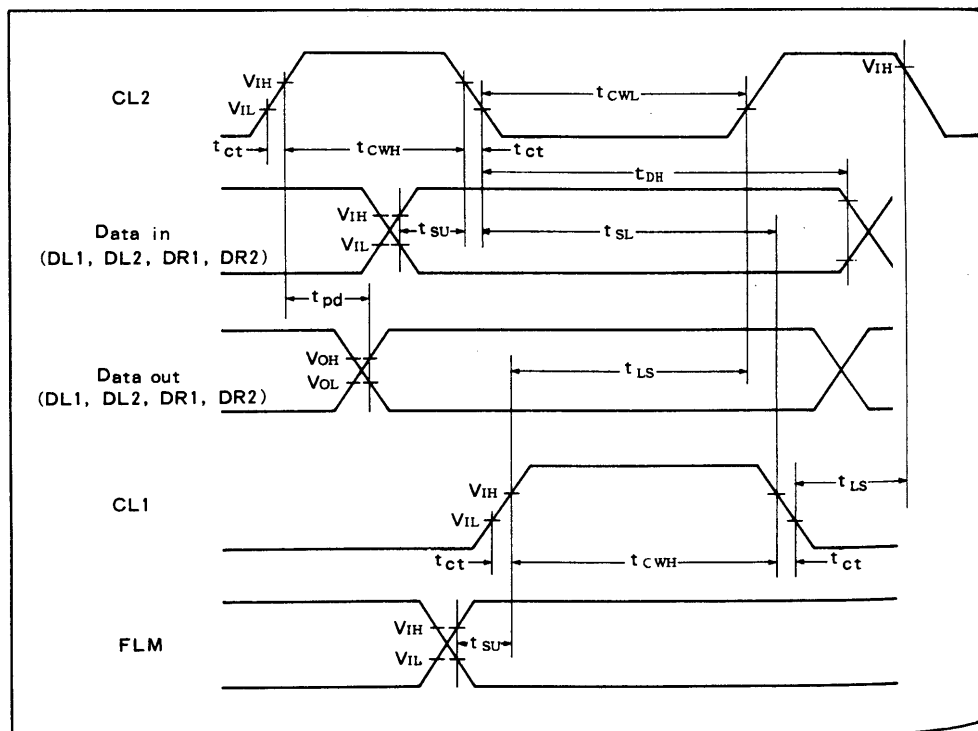 CL2
VIH
VIL
VIH
tCWL
tct
tCWH
tct
tDH
Data in
(DL1, DL2, DR1, DR2)
VIH
VIL
tSU
tSL
tpd
Data out
(DL1, DL2, DR1, DR2)
VOH
VOL
tLS
CL1
VIH
VIL
tLS
tct
tCWH
tct
FLM
VIH
VIL
tSU